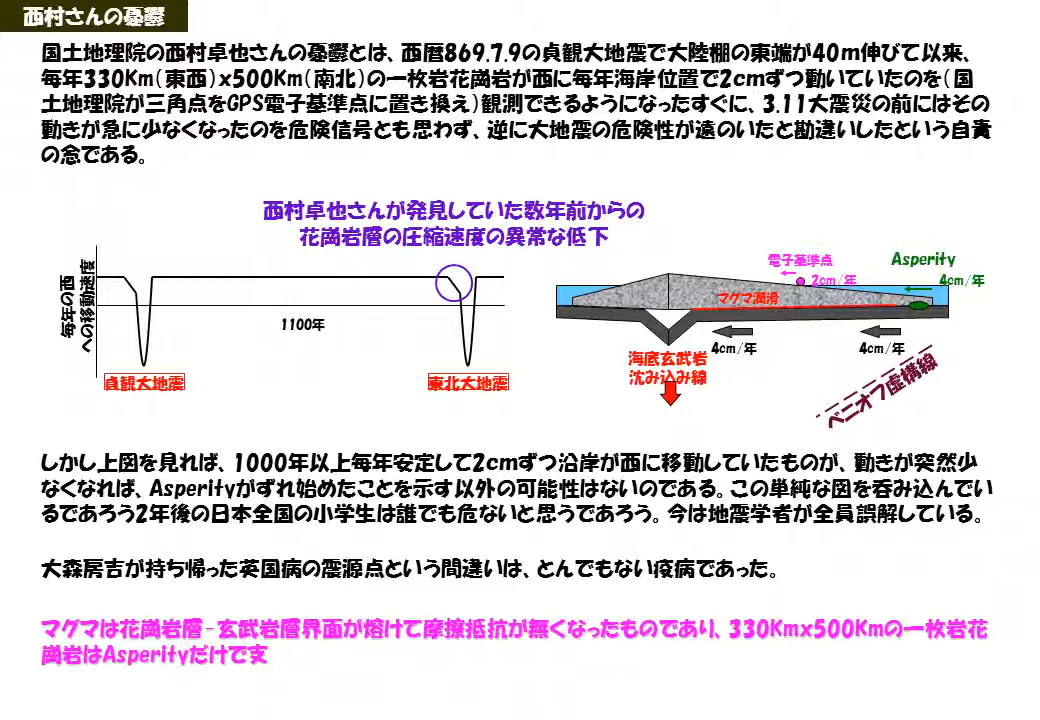 西村さんの憂鬱
国土地理院の西村卓也さんの憂鬱とは、西暦869.7.9の貞観大地震で大陸棚の東端が40m伸びて以来、
毎年330Km(東西)x500Km(南北)の一枚岩花崗岩が西に毎年海岸位置で2cmずつ動いていたのを(国
土地理院が三角点をGPS電子基準点に置き換え)観測できるようになったすぐに、3.11大震災の前にはその
動きが急に少なくなったのを危険信号とも思わず、逆に大地震の危険性が遠のいたと勘違いしたという自責
の念である。
西村卓也さんが発見していた数年前からの
花崗岩層の圧縮速度の異常な低下
毎年の西
への移動速度
1100年
貞観大地震
東北大地震
電子基準点
2cm/年
Asperity
4cm/年
マグマ潤滑
4cm/年
4cm/年
海底玄武岩
沈み込み線
ベニオフ虚構線
しかし上図を見れば、1000年以上毎年安定して2cmずつ沿岸が西に移動していたものが、動きが突然少
なくなれば、Asperityがずれ始めたことを示す以外の可能性はないのである。この単純な図を呑み込んでい
るであろう2年後の日本全国の小学生は誰でも危ないと思うであろう。今は地震学者が全員誤解している。
大森房吉が持ち帰った英国病の震源点という間違いは、とんでもない疫病であった。
マグマは花崗岩層-玄武岩層界面が熔けて摩擦抵抗が無くなったものであり、330Kmx500Kmの一枚岩花
崗岩はAsperityだけで支